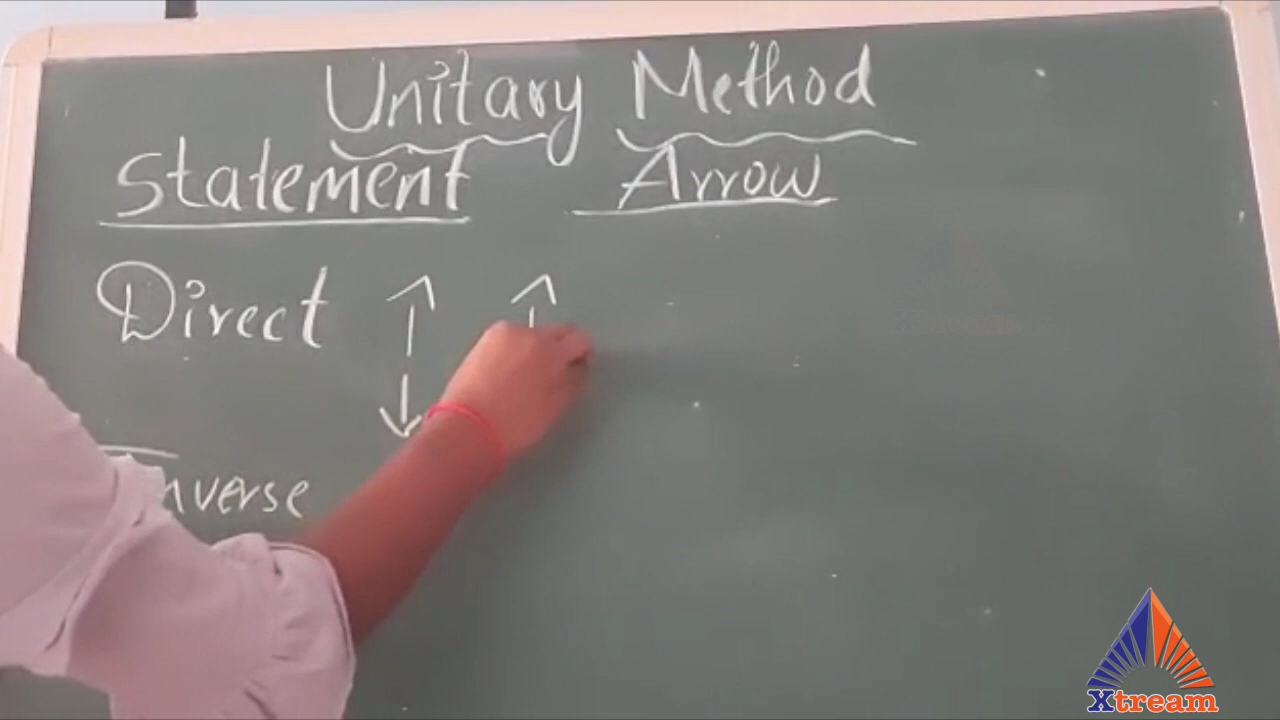 Unitary Method
Statement Arrow
Direct ↑ ↑
↓
Inverse
Xtream